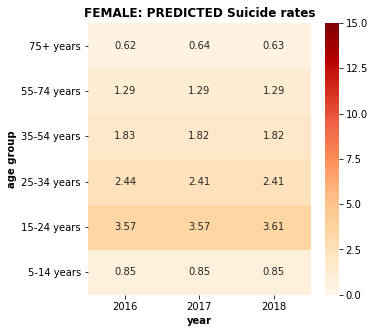 FEMALE: PREDICTED Suicide rates
75+ years 0.62 0.64 0.63
55-74 years 1.29 1.29 1.29
35-54 years 1.83 1.82 1.82
25-34 years 2.44 2.41 2.41
15-24 years 3.57 3.57 3.61
5-14 years 0.85 0.85 0.85
2016 2017 2018
year
age group
15.0
12.5
10.0
7.5
5.0
2.5
0.0